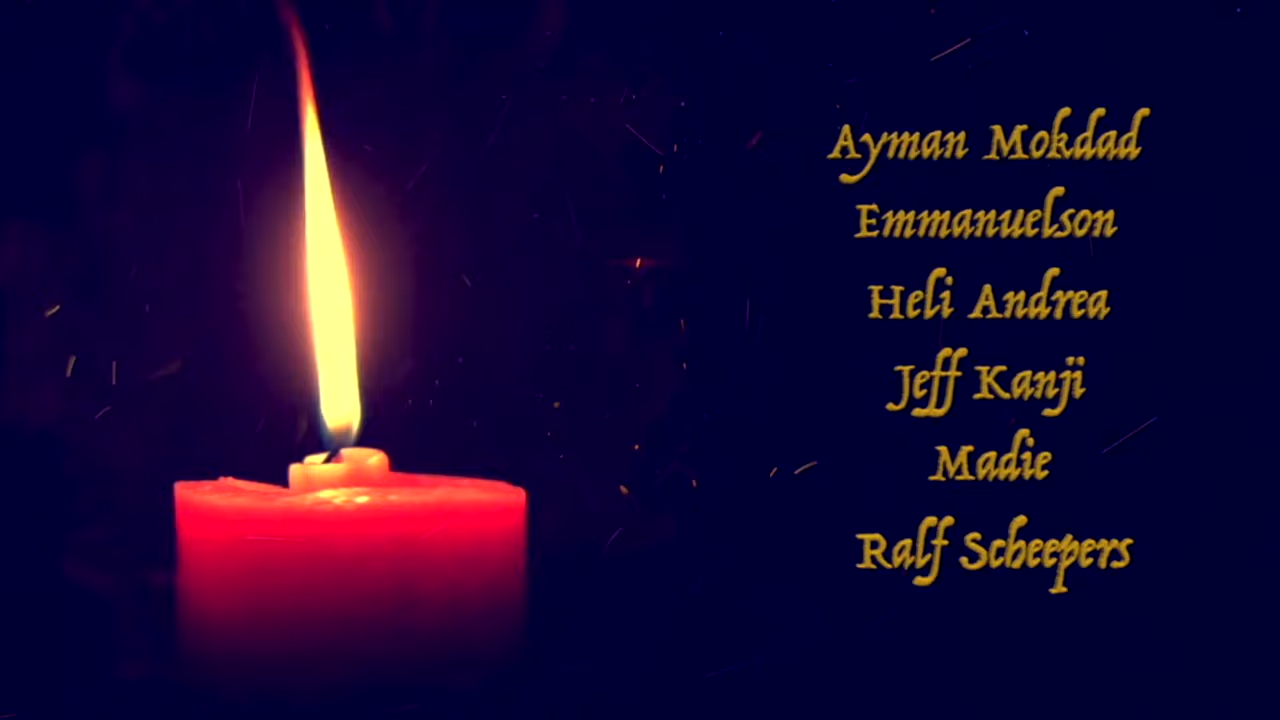 Ayman Mokdad
Emmanuelson
Heli Andrea
Jeff Kanji
Madie
Ralf Scheepers